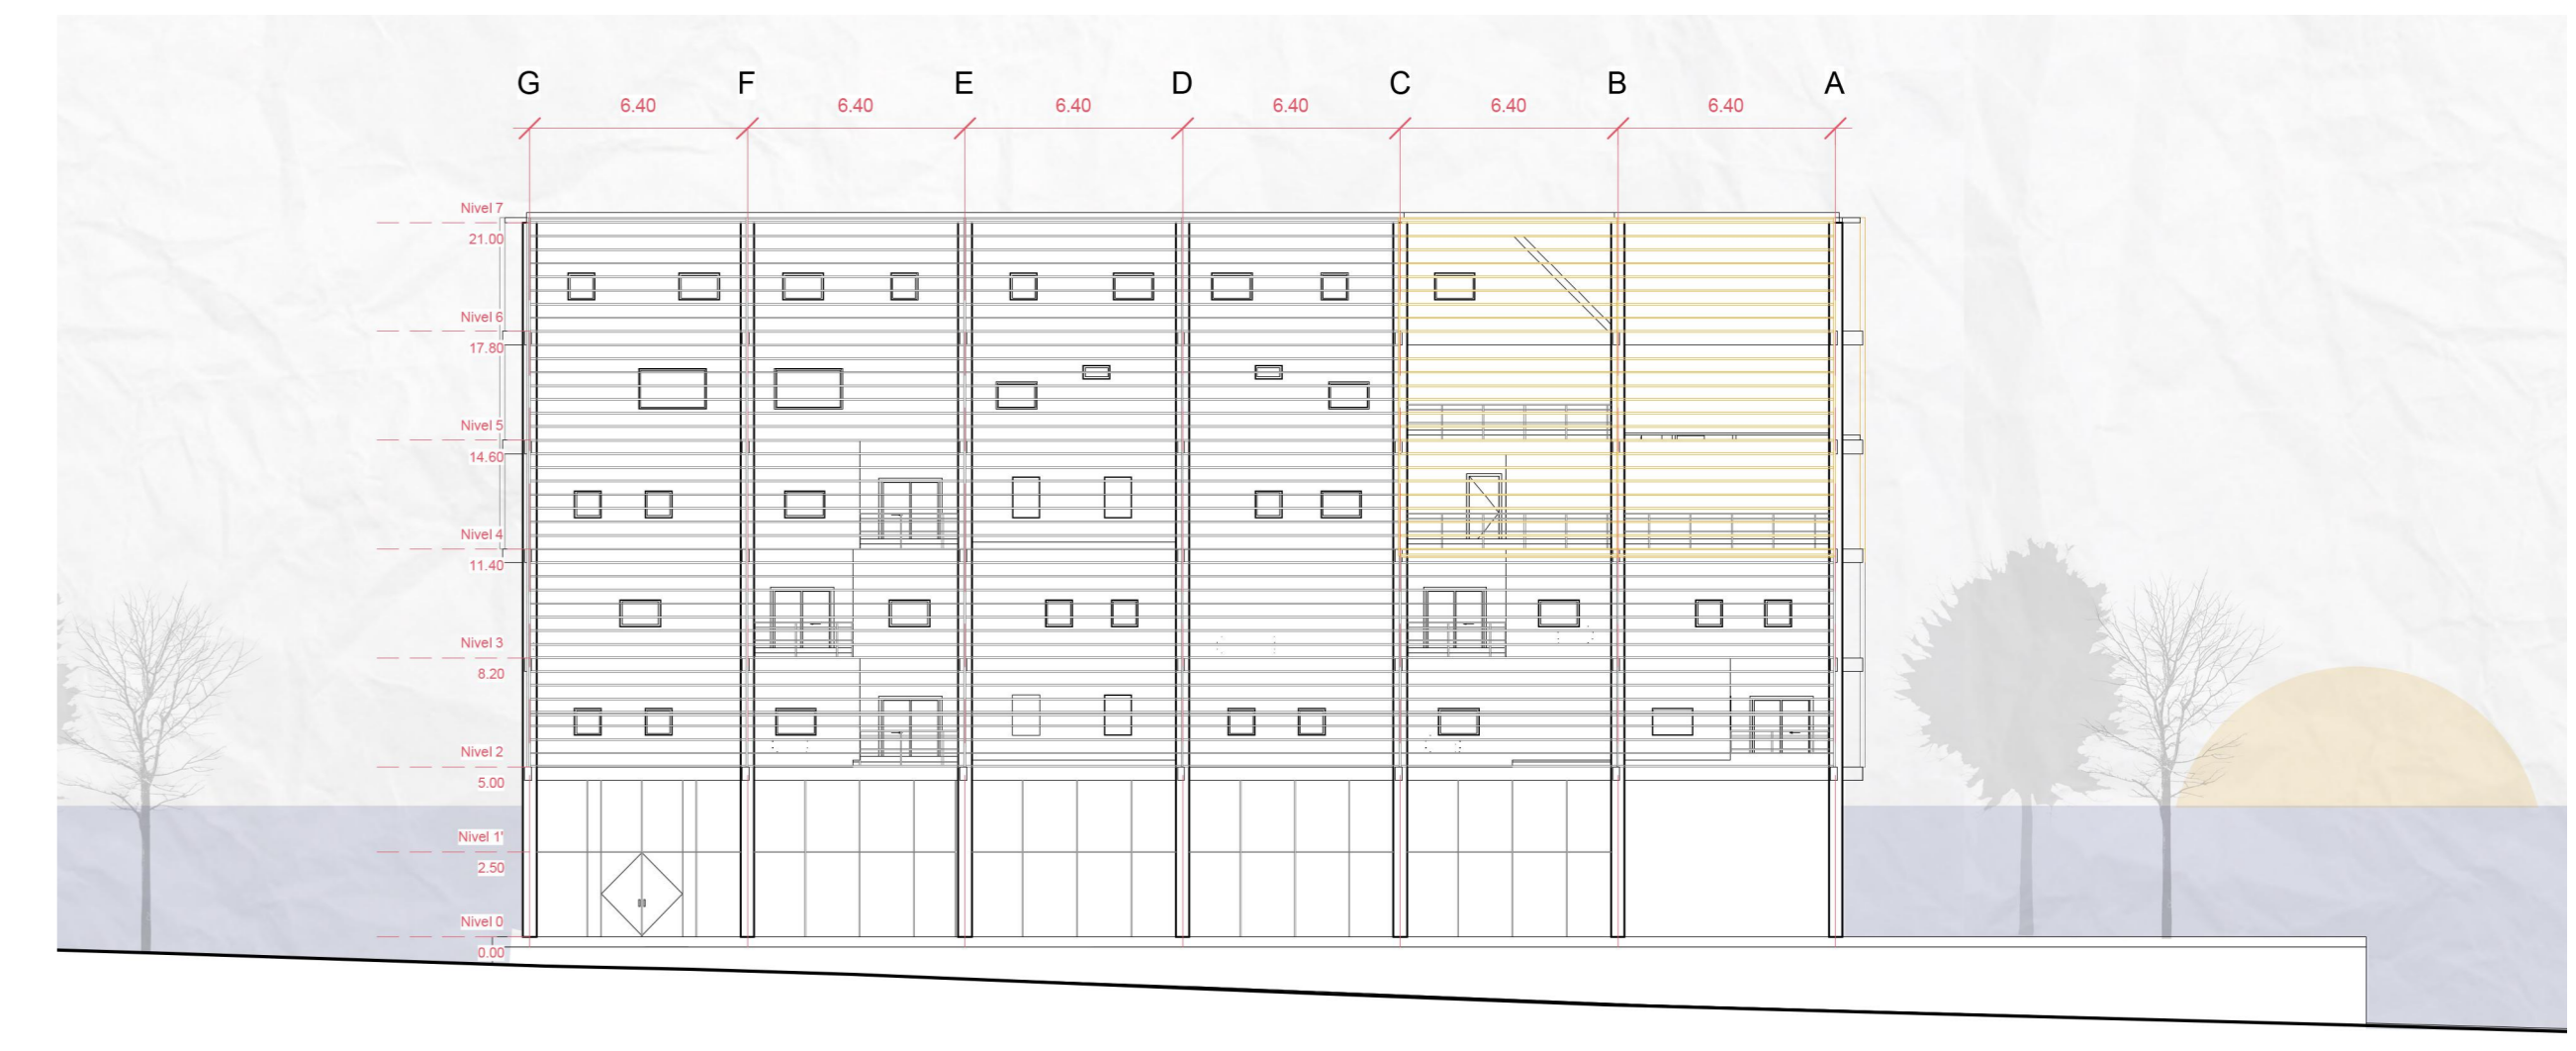 G F E D C B A
6.40 6.40 6.40 6.40 6.40 6.40
Nivel 7
21.00
Nivel 6
17.80
Nivel 5
14.60
Nivel 4
11.40
Nivel 3
8.20
Nivel 2
5.00
Nivel 1'
2.50
Nivel 0
0.00